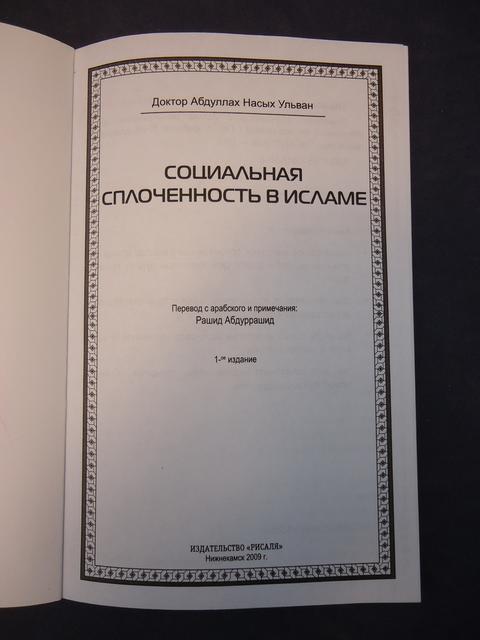 Доктор Абдуллах Насых Ульван
СОЦИАЛЬНАЯ
СПЛОЧЕННОСТЬ В ИСЛАМЕ
Перевод с арабского и примечания:
Рашид Абдуррашид
1-ое издание
ИЗДАТЕЛЬСТВО «РИСАЛЯ»
Нижнекамск 2009 г.